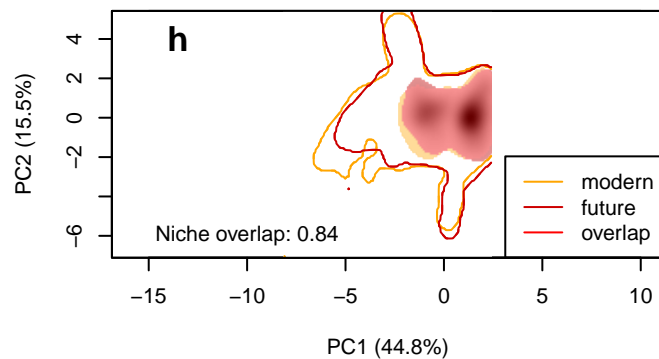 h
4
2
0
−2
−6
PC2 (15.5%)
Niche overlap: 0.84
modern
future
overlap
−15 −10 −5 0 5 10
PC1 (44.8%)